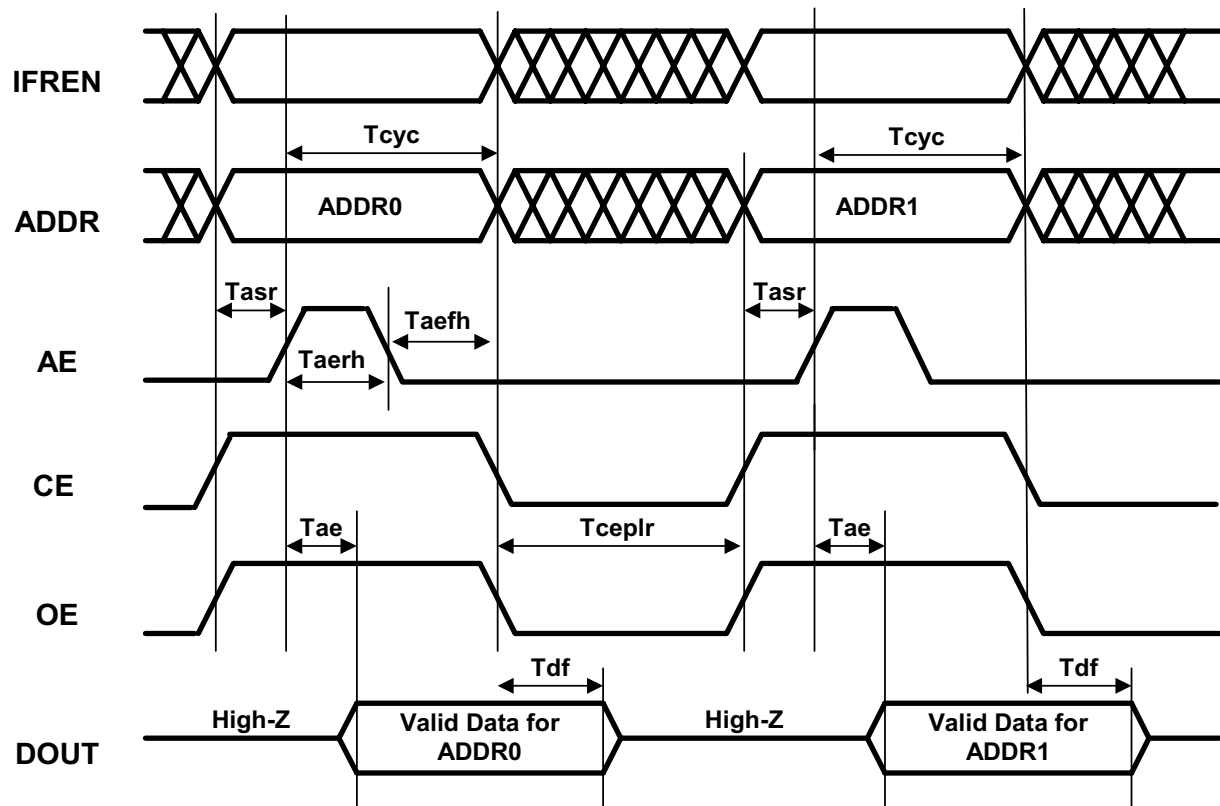 IFREN
Tcyc
Tcyc
ADDR
ADDR0
ADDR1
Tasr
Tasr
Taefh
AE
Taerh
CE
Tae
Tceplr
Tae
OE
Tdf
Tdf
High-Z
Valid Data for
ADDR0
High-Z
Valid Data for
ADDR1
DOUT